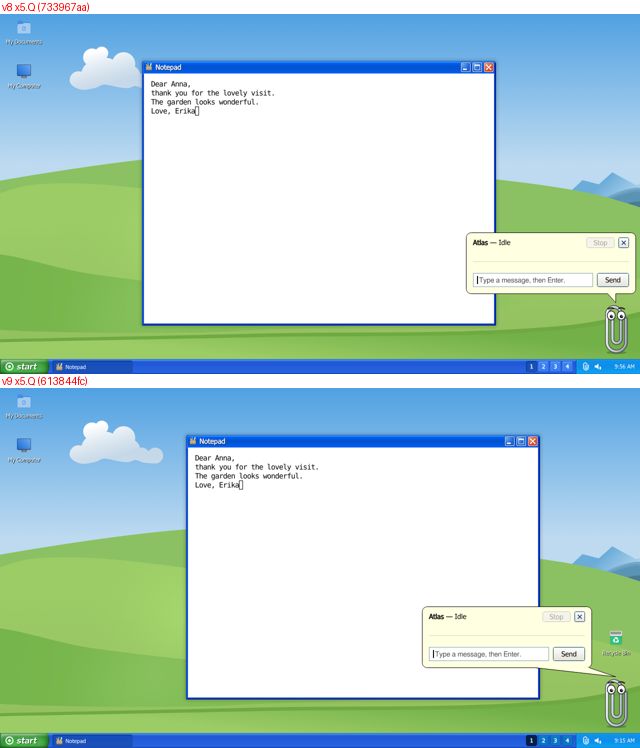 v8 x5.Q (733967aa)
My Documents
My Computer
Notepad
Dear Anna,
thank you for the lovely visit.
The garden looks wonderful.
Love, Erika
Atlas — Idle
Stop
Type a message, then Enter.
Send
start
Notepad
1 2 3 4
9:56 AM
v9 x5.Q (613844fc)
My Documents
My Computer
Notepad
Dear Anna,
thank you for the lovely visit.
The garden looks wonderful.
Love, Erika
Atlas — Idle
Stop
Type a message, then Enter.
Send
Recycle Bin
start
Notepad
1 2 3 4
9:15 AM